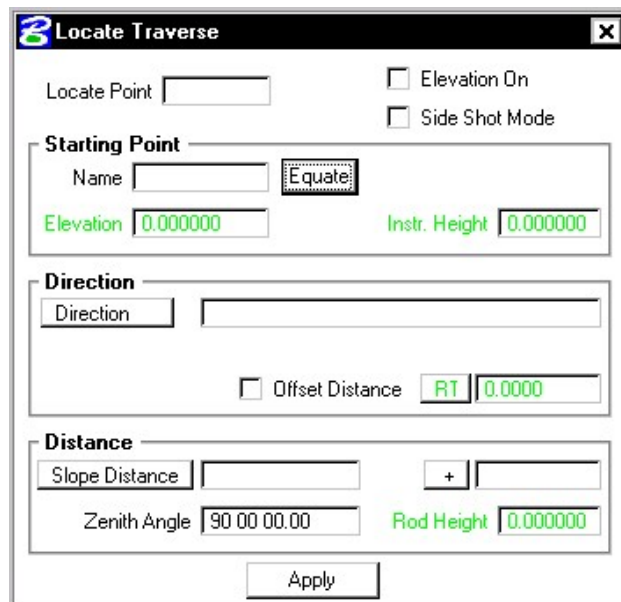 Locate Traverse
Locate Point
Elevation On
Side Shot Mode
Starting Point
Name Equate
Elevation 0.000000 Instr. Height 0.000000
Direction
Direction
Offset Distance RT 0.0000
Distance
Slope Distance +
Zenith Angle 90 00 00.00 Rod Height 0.000000
Apply